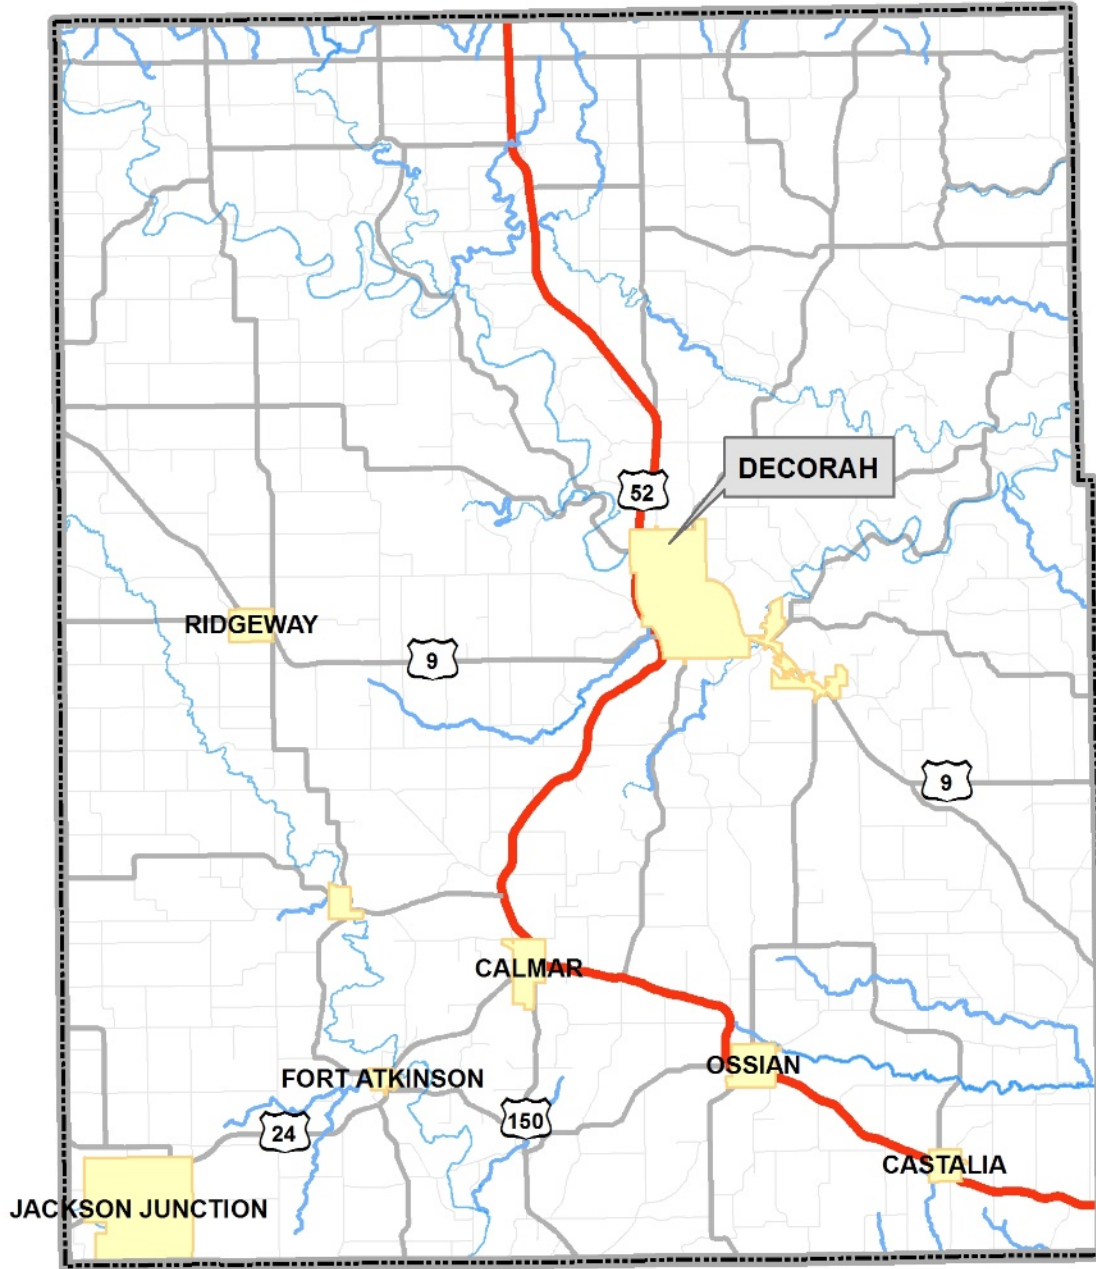 DECORAH
52
RIDGEWAY
9
9
CALMAR
OSSIAN
FORT ATKINSON
150
24
CASTALIA
JACKSON JUNCTION